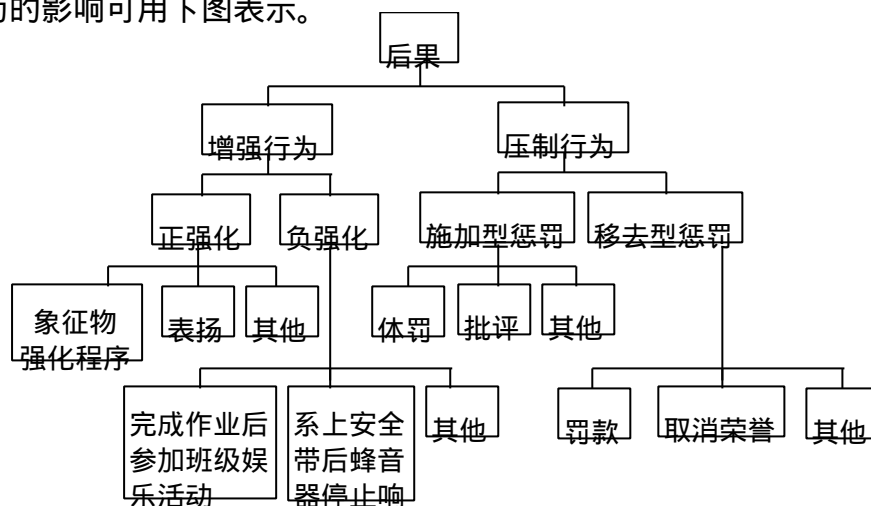 的影响可用下图表示。
后果
增强行为
压制行为
正强化
负强化
施加型惩罚
移去型惩罚
象征物
强化程序
表扬
其他
体罚
批评
其他
完成作业后
参加班级娱
乐活动
系上安全
带后蜂音
器停止响
其他
罚款
取消荣誉
其他